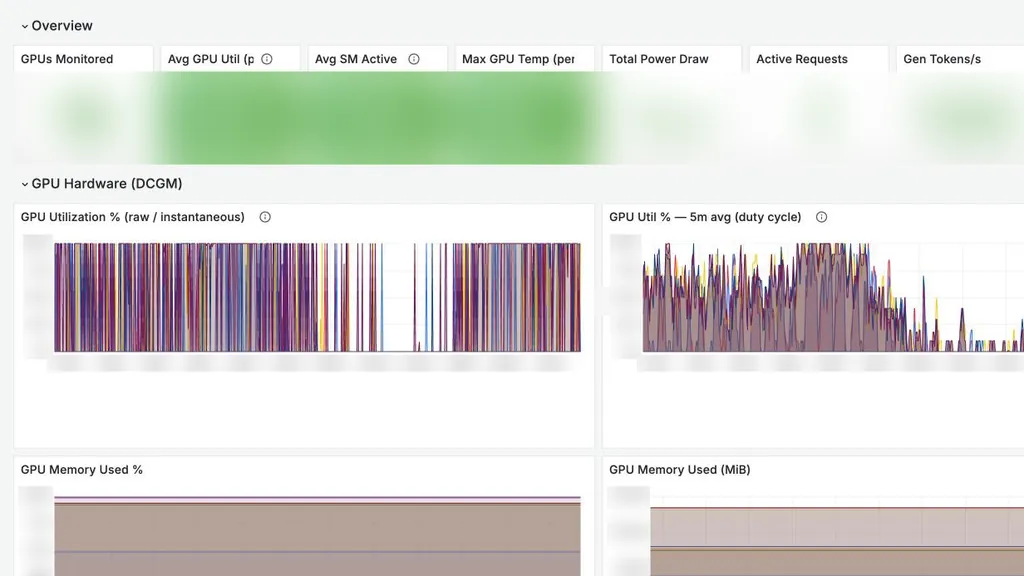 Overview
GPUs Monitored
Avg GPU Util (p
Avg SM Active
Max GPU Temp (per
Total Power Draw
Active Requests
Gen Tokens/s
GPU Hardware (DCGM)
GPU Utilization % (raw / instantaneous)
GPU Util % — 5m avg (duty cycle)
GPU Memory Used %
GPU Memory Used (MiB)